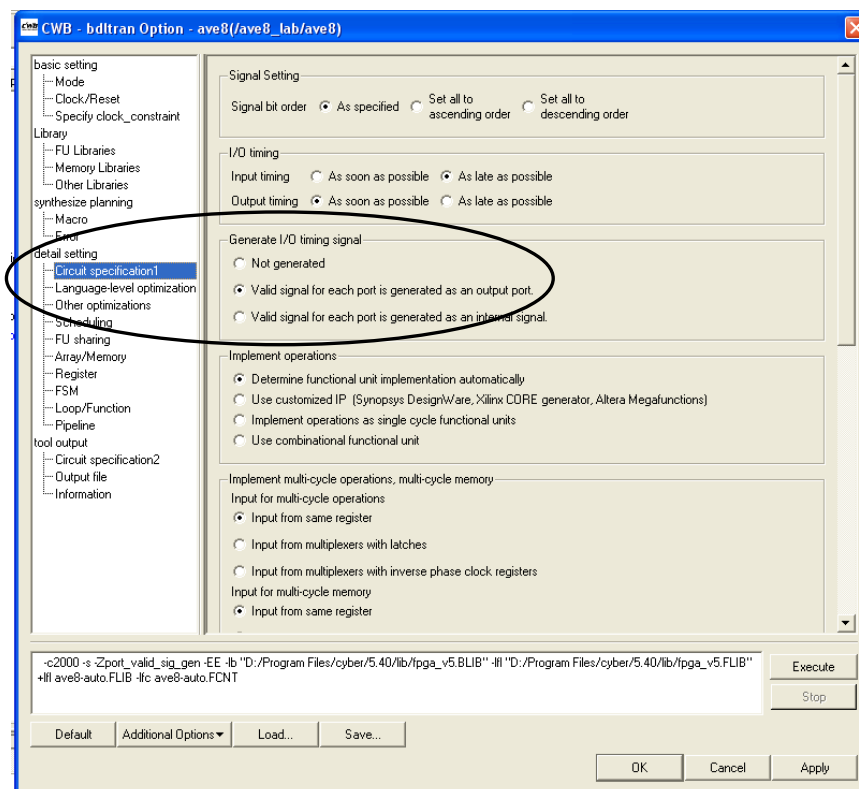 CWB - bdltran Option - ave8(/ave8_lab/ave8)
basic setting
Mode
Clock/Reset
Specify clock_constraint
Library
FU Libraries
Memory Libraries
Other Libraries
synthesize planning
Macro
Error
detail setting
Circuit specification1
Language-level optimization
Other optimizations
Scheduling
FU sharing
Array/Memory
Register
FSM
Loop/Function
Pipeline
tool output
Circuit specification2
Output file
Information
Signal Setting
Signal bit order As specified Set all to ascending order Set all to descending order
I/O timing
Input timing As soon as possible As late as possible
Output timing As soon as possible As late as possible
Generate I/O timing signal
Not generated
Valid signal for each port is generated as an output port.
Valid signal for each port is generated as an internal signal.
Implement operations
Determine functional unit implementation automatically
Use customized IP (Synopsys DesignWare, Xilinx CORE generator, Altera Megafunctions)
Implement operations as single cycle functional units
Use combinational functional unit
Implement multi-cycle operations, multi-cycle memory
Input for multi-cycle operations
Input from same register
Input from multiplexers with latches
Input from multiplexers with inverse phase clock registers
Input for multi-cycle memory
Input from same register
-c2000 -s -Zport_valid_sig_gen -EE -lb "D:/Program Files/cyber/5.40/lib/fpga_v5.BLIB" -lfl "D:/Program Files/cyber/5.40/lib/fpga_v5.FLIB"
+lfl ave8-auto.FLIB -lfc ave8-auto.FCNT
Execute
Stop
Default Additional Options Load... Save...
OK Cancel Apply